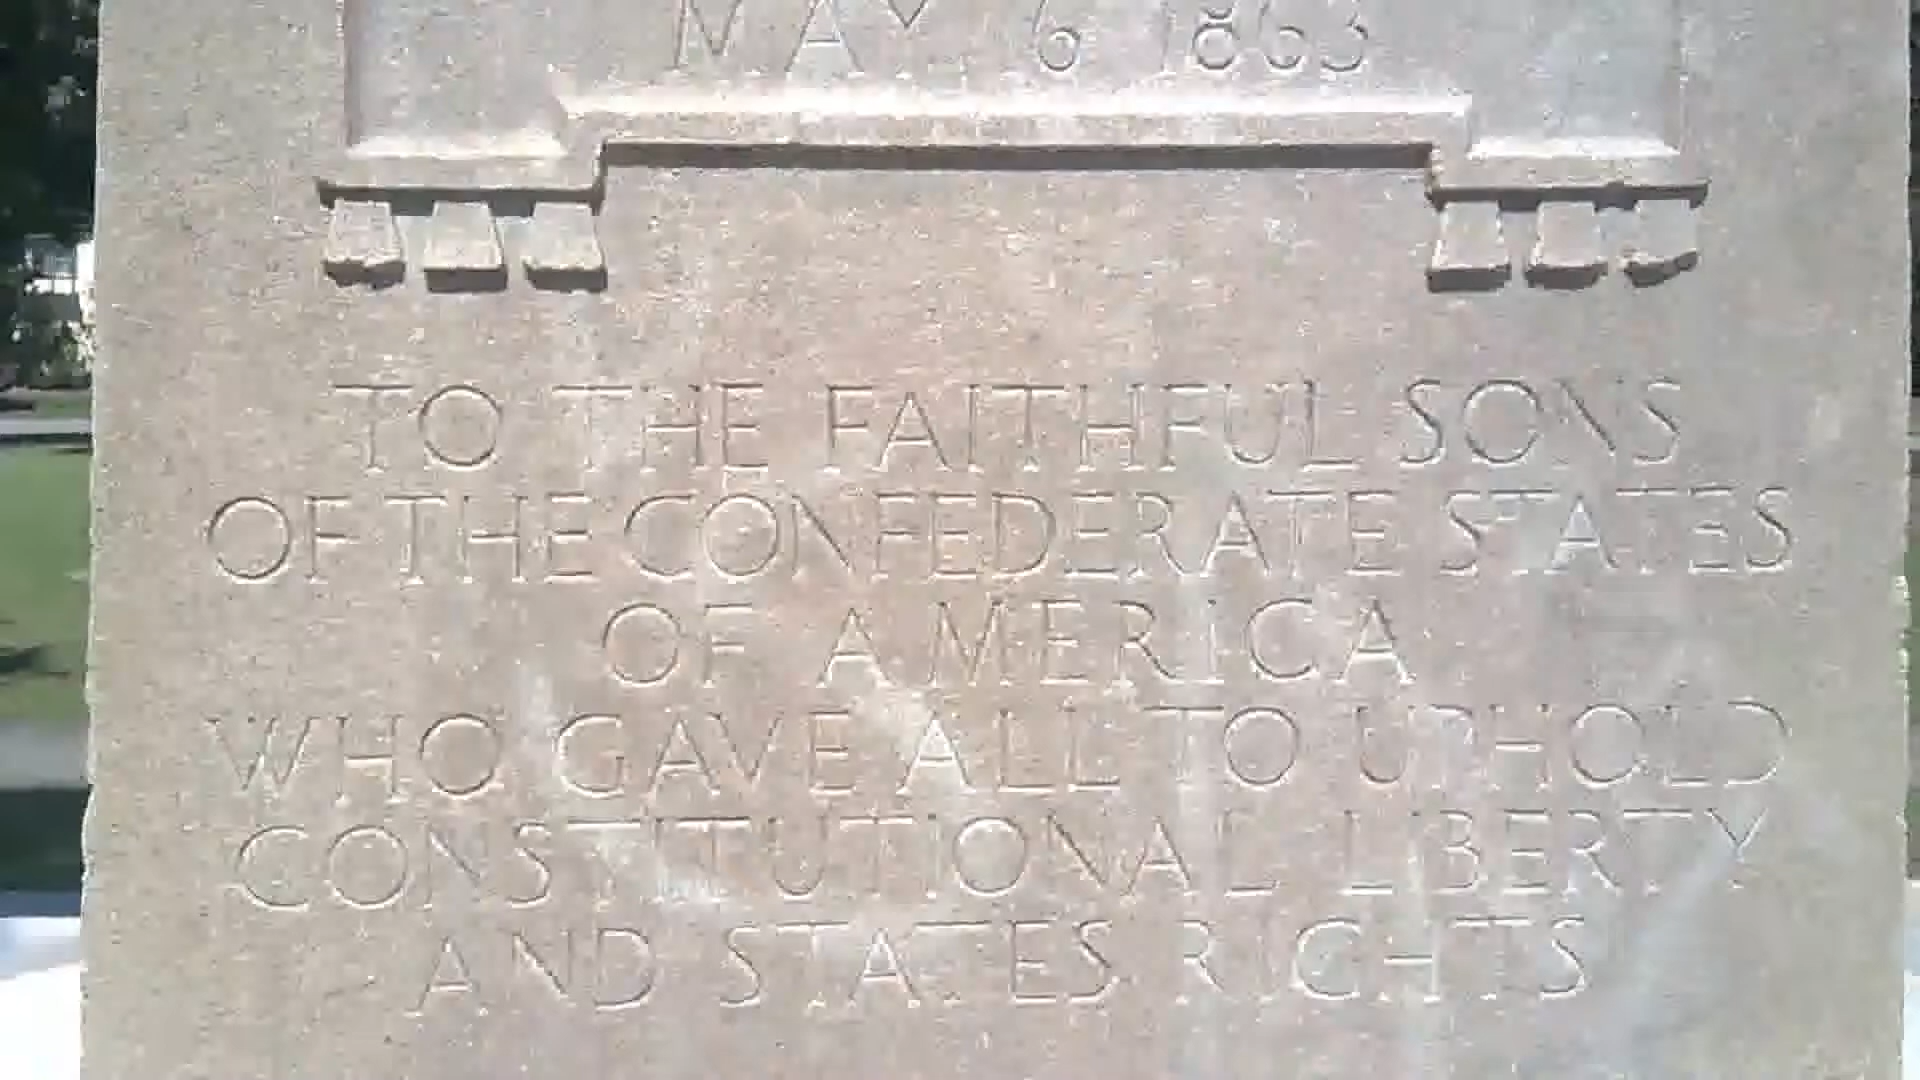 MAY 6 1863
TO THE FAITHFUL SONS
OF THE CONFEDERATE STATES
OF AMERICA
WHO GAVE ALL TO UPHOLD
CONSTITUTIONAL LIBERTY
AND STATES RIGHTS